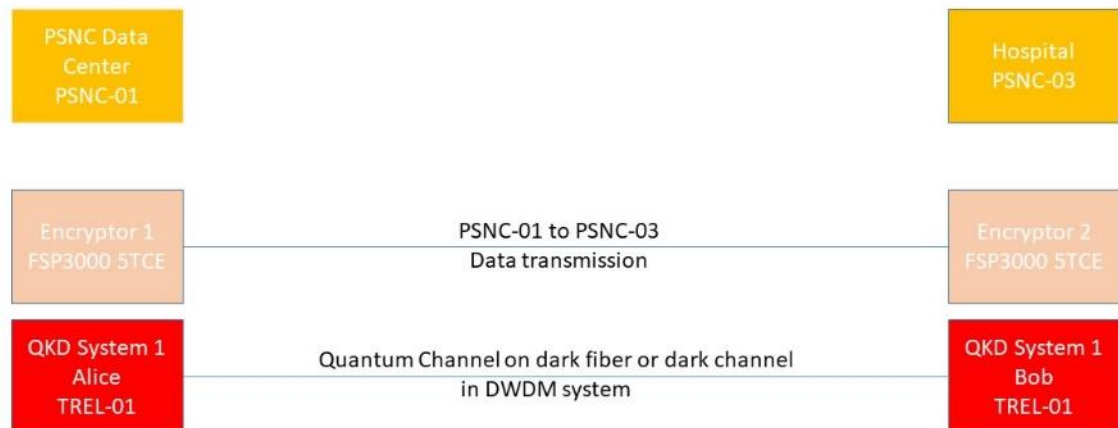 PSNC Data
Center
PSNC-01
Hospital
PSNC-03
Encryptor 1
FSP3000 5TCE
PSNC-01 to PSNC-03
Data transmission
Encryptor 2
FSP3000 5TCE
QKD System 1
Alice
TREL-01
Quantum Channel on dark fiber or dark channel
in DWDM system
QKD System 1
Bob
TREL-01